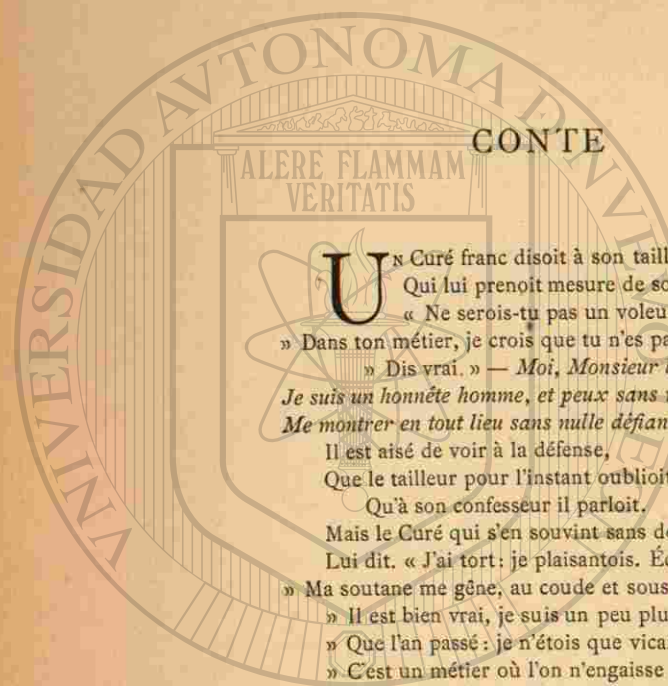 CONTE
UN Curé franc disoit à son taill
Qui lui prenoit mesure de so
« Ne serois-tu pas un voleu
» Dans ton métier, je crois que tu n'es pa
» Dis vrai. » — Moi, Monsieur
Je suis un honnête homme, et peux sans
Me montrer en tout lieu sans nulle défian
Il est aisé de voir à la défense,
Que le tailleur pour l'instant oublioit
Qu'à son confesseur il parloit.
Mais le Curé qui s'en souvint sans d
Lui dit. « J'ai tort : je plaisantois. É
» Ma soutane me gêne, au coude et sous
» Il est bien vrai, je suis un peu plu
» Que l'an passé : je n'étois que vica
» C'est un métier où l'on n'engaisse
UNIVERSIDAD AVTONOMA DE NVEVO
ALERE FLAMMAM
VERITATIS